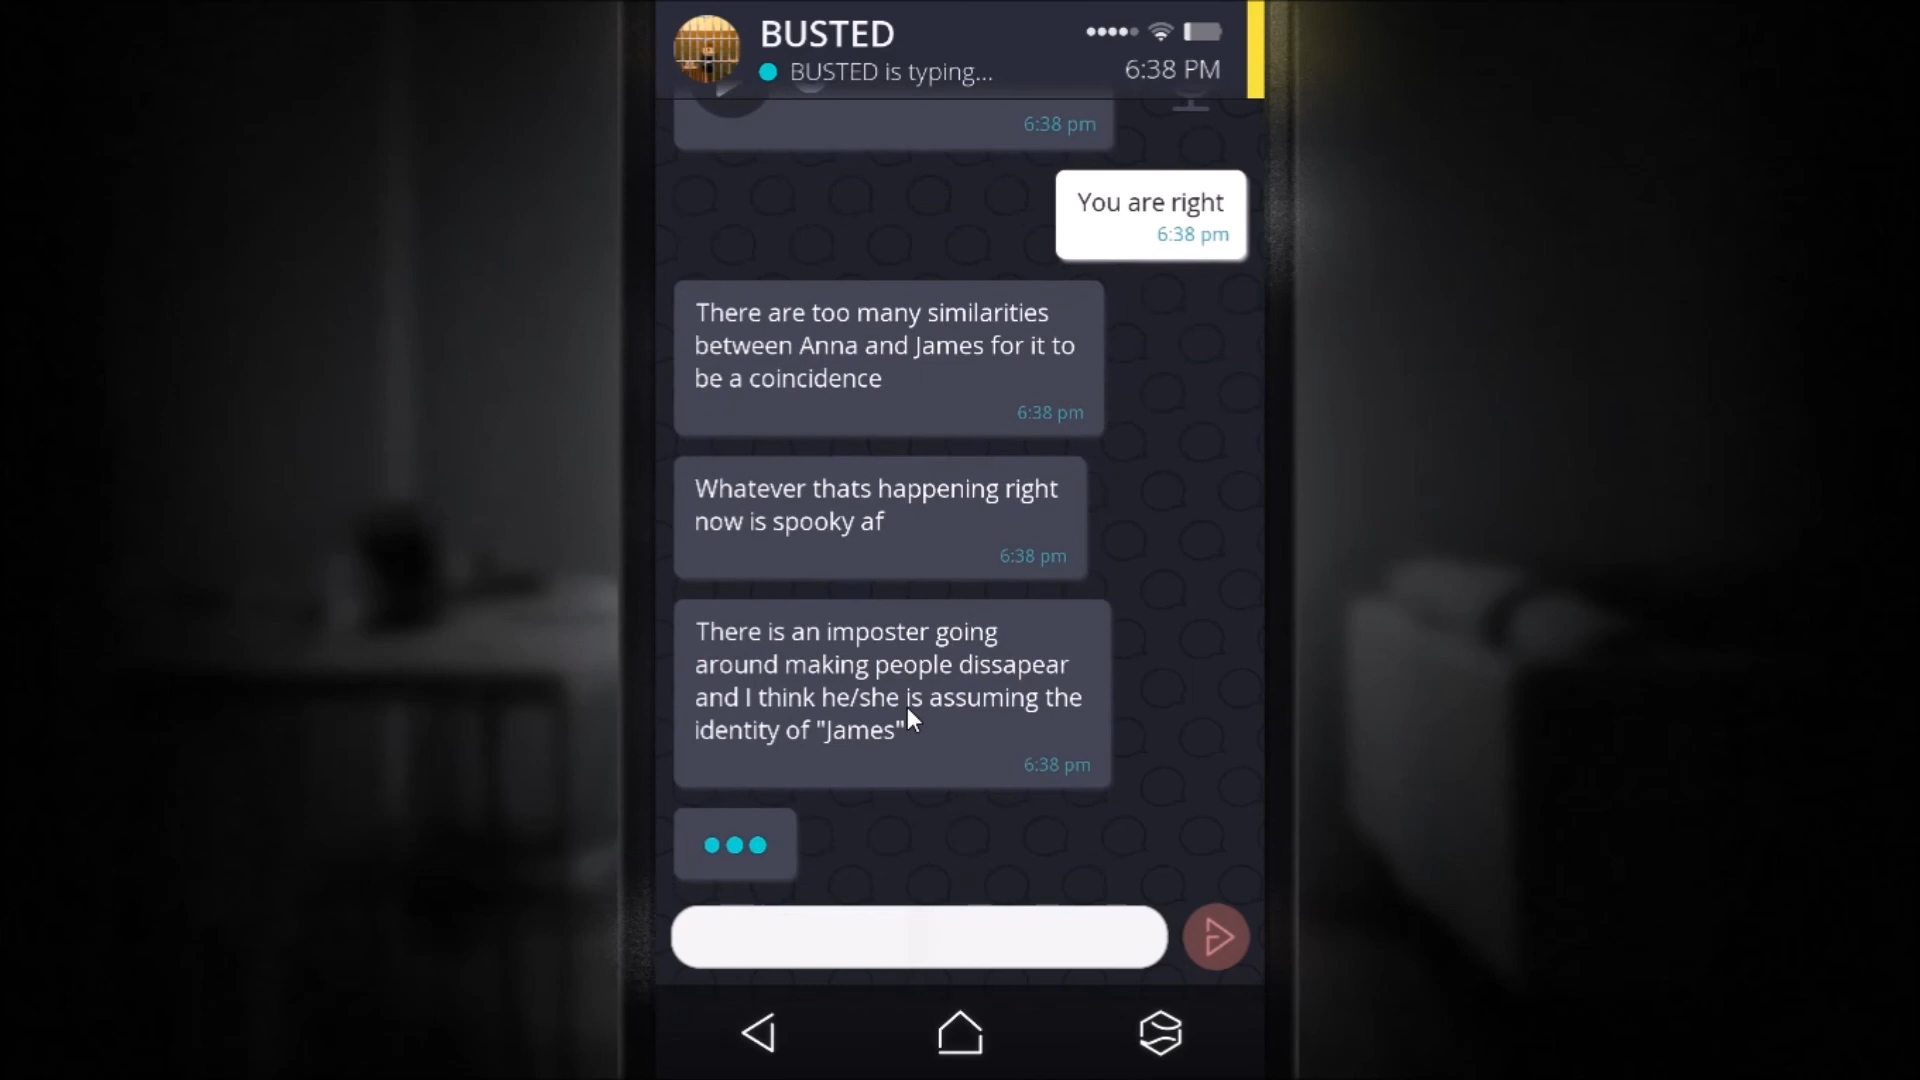 BUSTED
BUSTED is typing...
6:38 PM
6:38 pm
You are right
6:38 pm
There are too many similarities
between Anna and James for it to
be a coincidence
6:38 pm
Whatever thats happening right
now is spooky af
6:38 pm
There is an imposter going
around making people dissapear
and I think he/she is assuming the
identity of "James"
6:38 pm